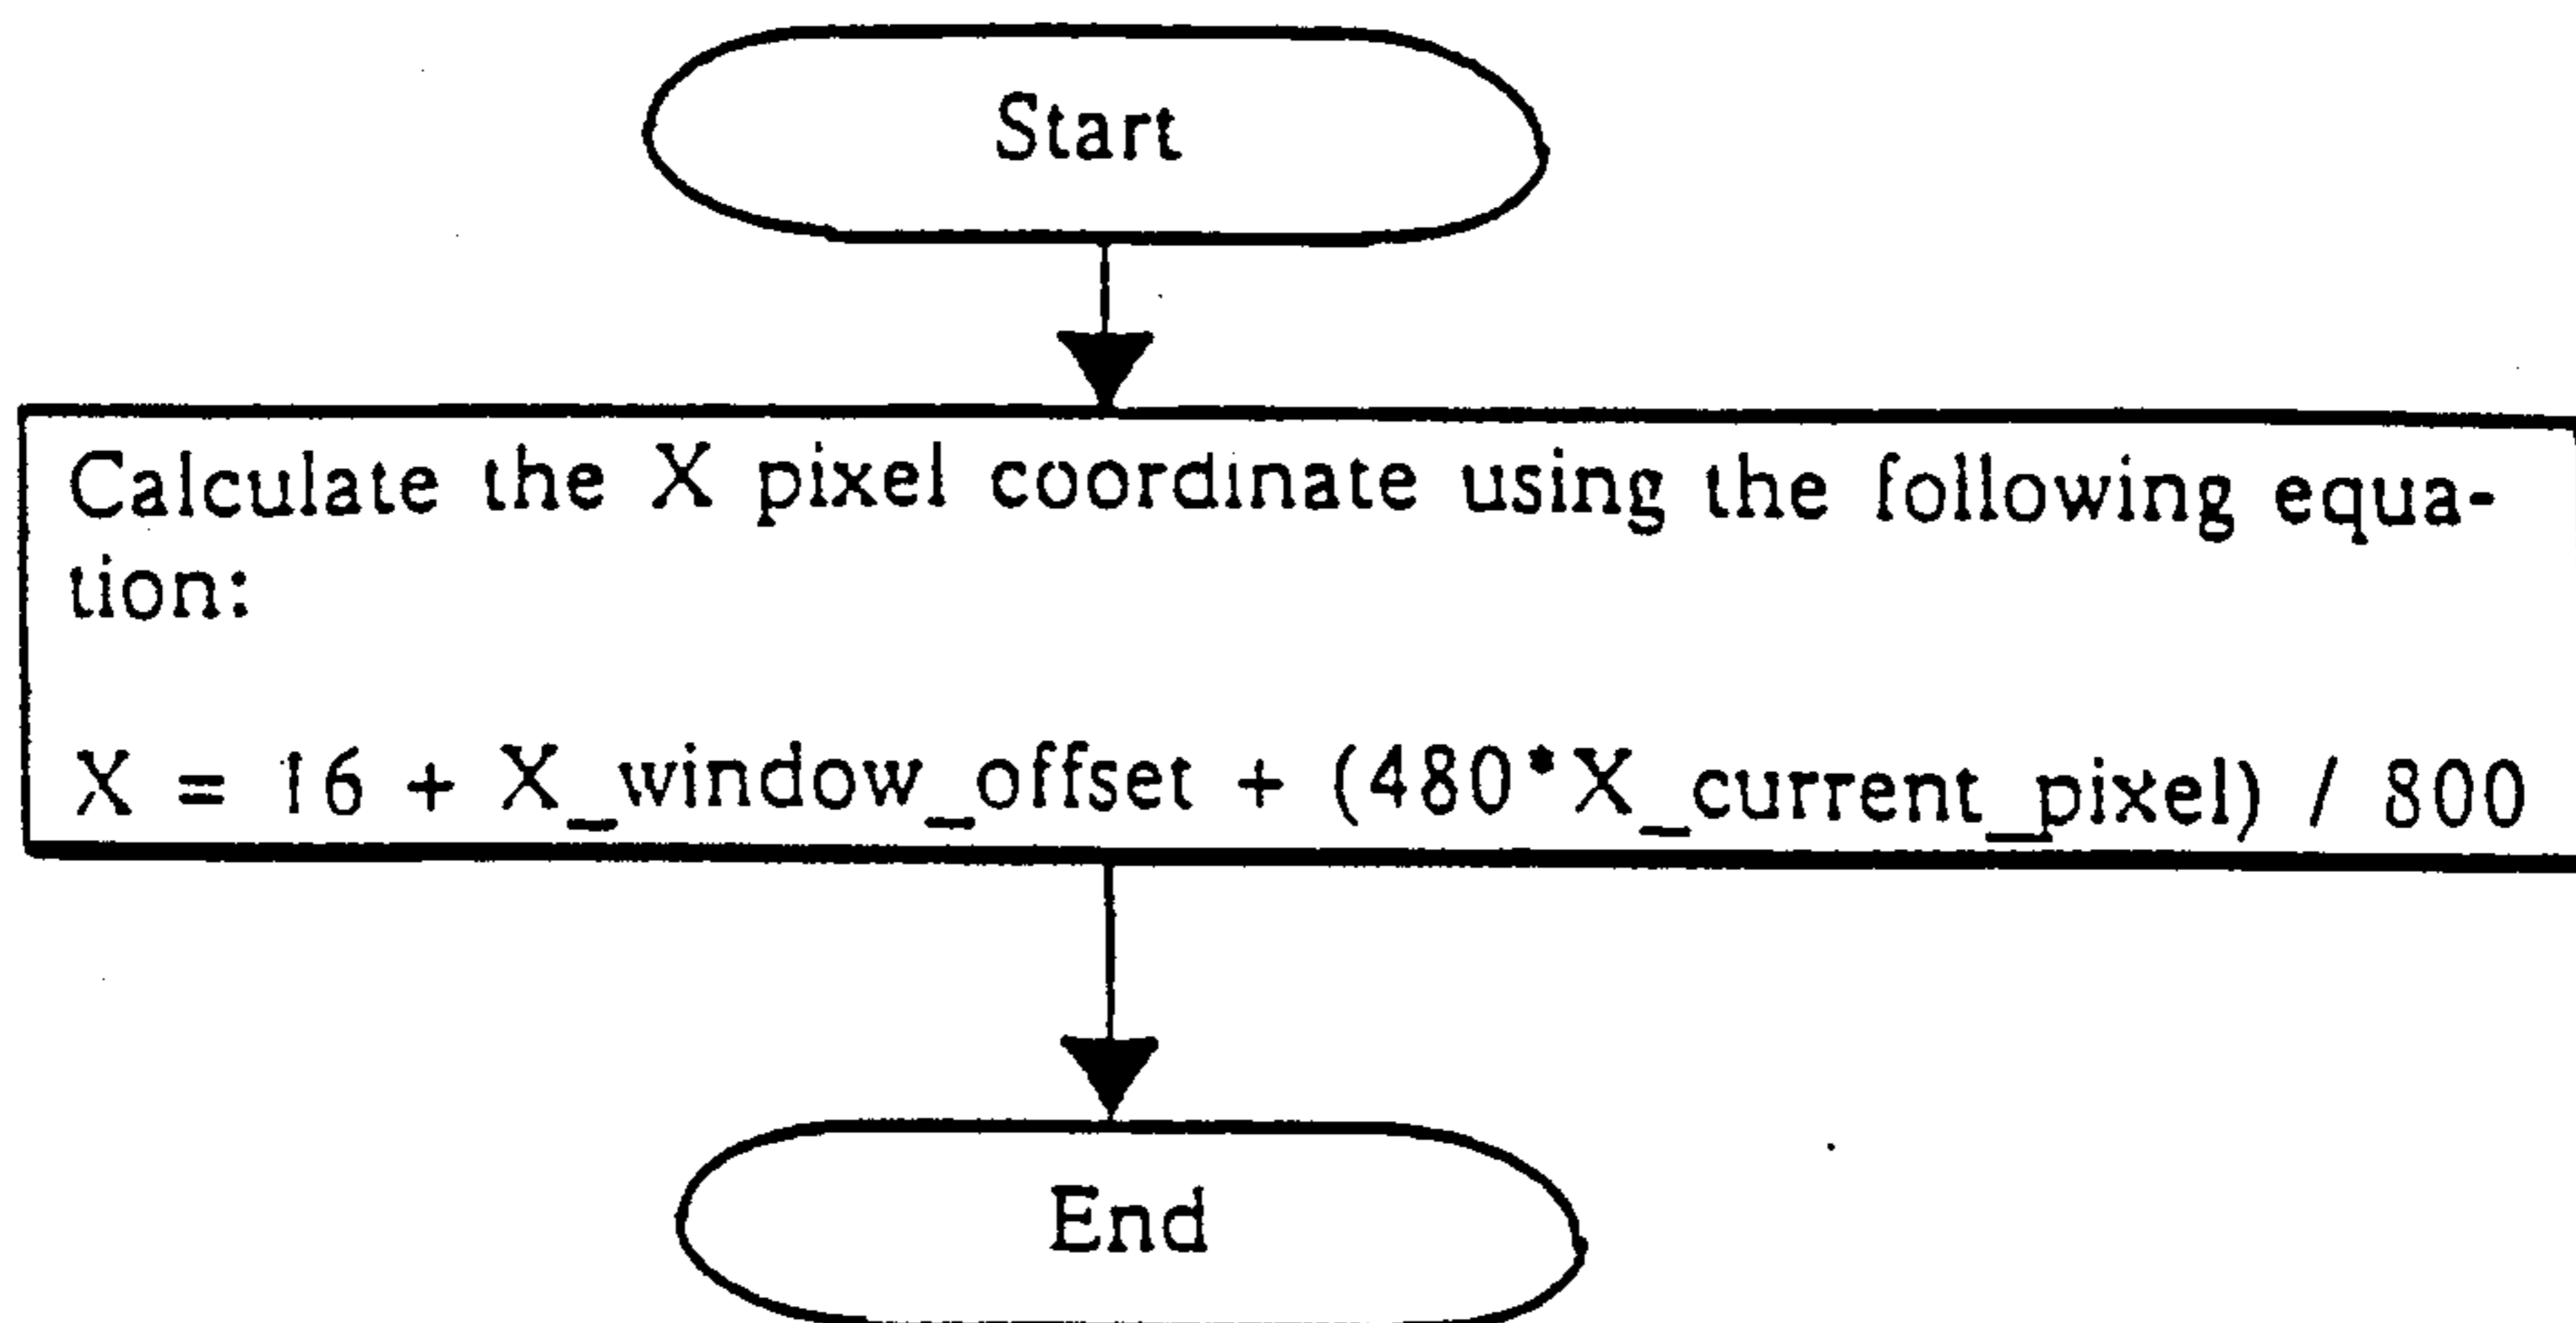 Start
Calculate the X pixel coordinate using the following equa-
tion:
X = 16 + X_window_offset + (480*X_current_pixel) / 800
End